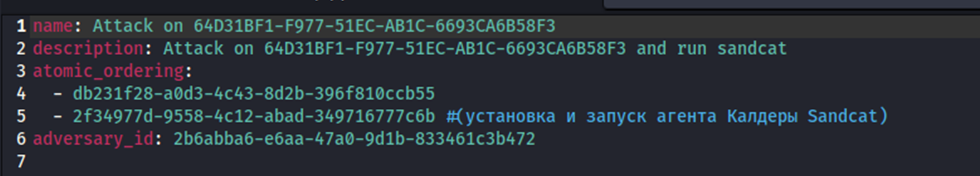 1 name: Attack on 64D31BF1-F977-51EC-AB1C-6693CA6B58F3
2 description: Attack on 64D31BF1-F977-51EC-AB1C-6693CA6B58F3 and run sandcat
3 atomic_ordering:
4   - db231f28-a0d3-4c43-8d2b-396f810ccb55
5   - 2f34977d-9558-4c12-abad-349716777c6b #(установка и запуск агента Калдеры Sandcat)
6 adversary_id: 2b6abba6-e6aa-47a0-9d1b-833461c3b472
7